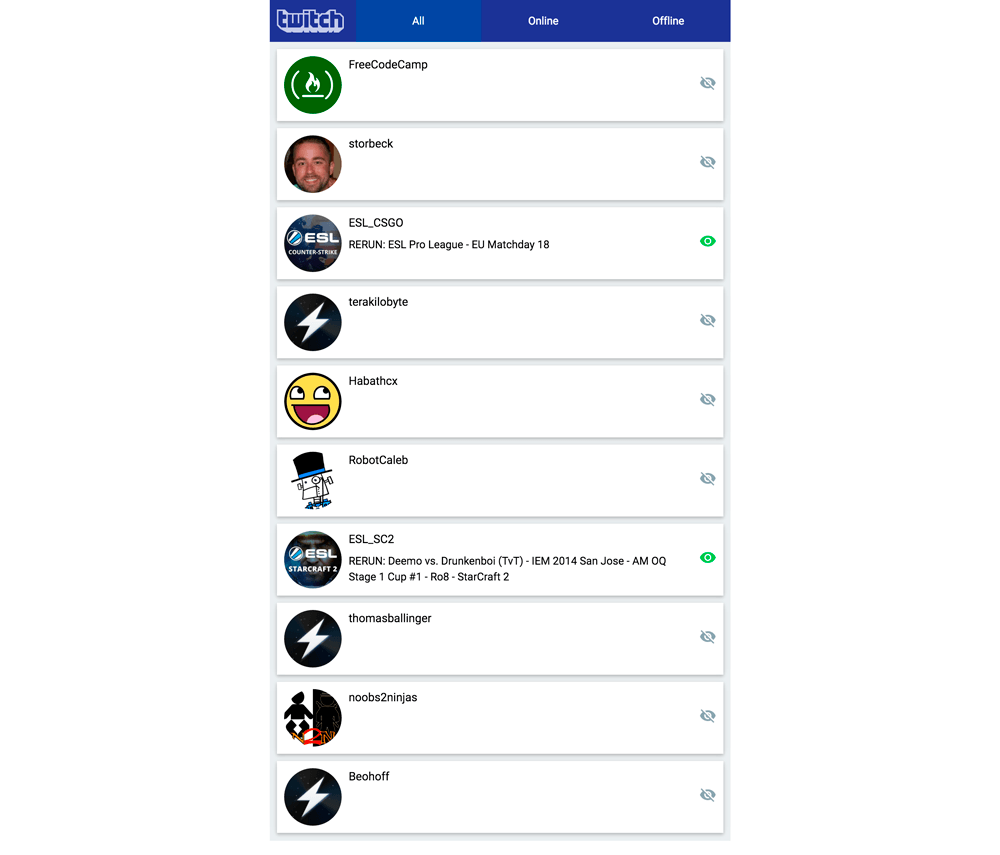 twitch All Online Offline
FreeCodeCamp
storbeck
ESL_CSGO
ESL
COUNTER-STRIKE
RERUN: ESL Pro League - EU Matchday 18
terakilobyte
Habathcx
RobotCaleb
ESL_SC2
ESL
STARCRAFT 2
RERUN: Deemo vs. Drunkenboi (TvT) - IEM 2014 San Jose - AM OQ
Stage 1 Cup #1 - Ro8 - StarCraft 2
thomasballinger
noobs2ninjas
Beohoff